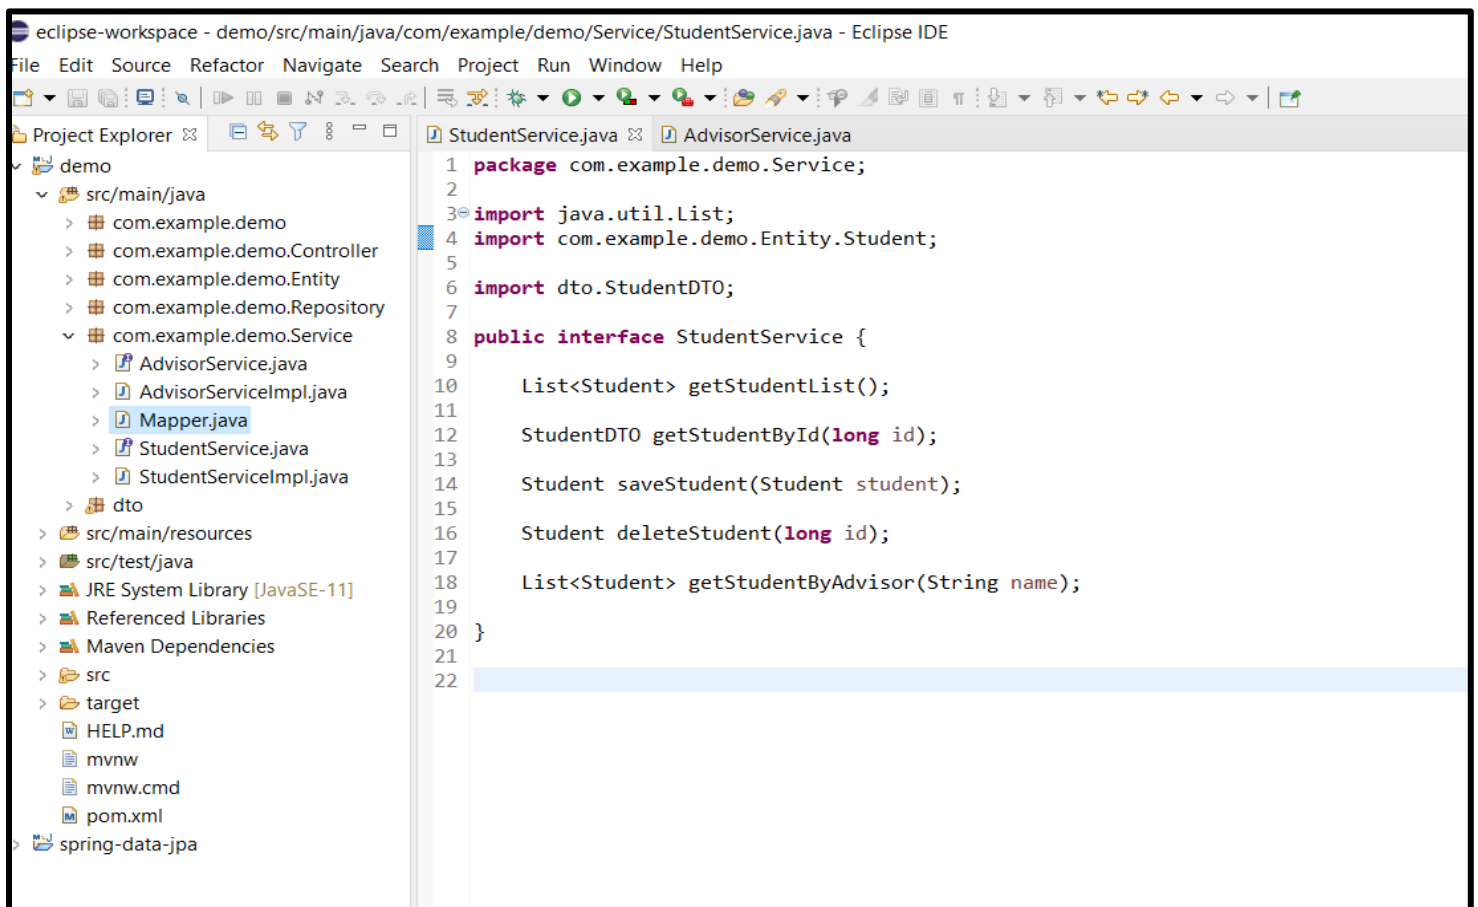 eclipse-workspace - demo/src/main/java/com/example/demo/Service/StudentService.java - Eclipse IDE
File Edit Source Refactor Navigate Search Project Run Window Help
Project Explorer
demo
src/main/java
com.example.demo
com.example.demo.Controller
com.example.demo.Entity
com.example.demo.Repository
com.example.demo.Service
AdvisorService.java
AdvisorServiceImpl.java
Mapper.java
StudentService.java
StudentServiceImpl.java
dto
src/main/resources
src/test/java
JRE System Library [JavaSE-11]
Referenced Libraries
Maven Dependencies
src
target
HELP.md
mvnw
mvnw.cmd
pom.xml
spring-data-jpa
StudentService.java AdvisorService.java
1 package com.example.demo.Service;
2
3 import java.util.List;
4 import com.example.demo.Entity.Student;
5
6 import dto.StudentDTO;
7
8 public interface StudentService {
9
10 List<Student> getStudentList();
11
12 StudentDTO getStudentById(long id);
13
14 Student saveStudent(Student student);
15
16 Student deleteStudent(long id);
17
18 List<Student> getStudentByAdvisor(String name);
19
20 }
21
22